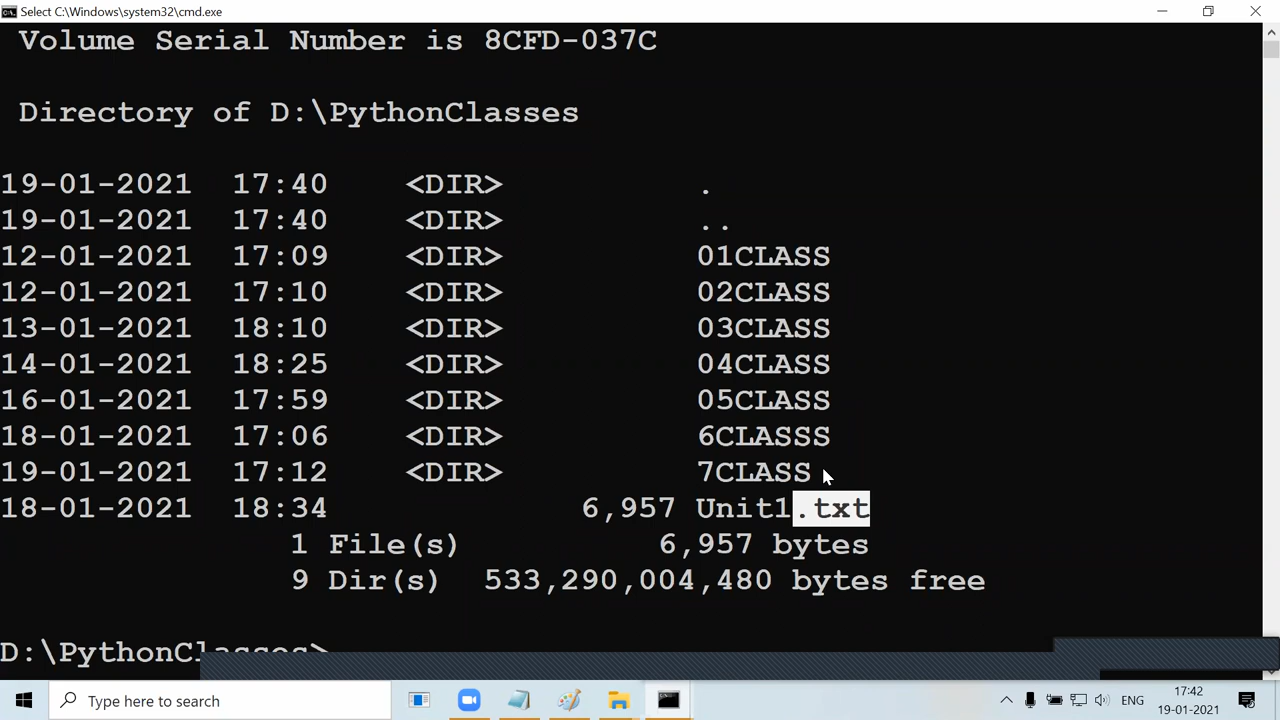 Select C:\Windows\system32\cmd.exe
Volume Serial Number is 8CFD-037C
Directory of D:\PythonClasses
19-01-2021 17:40 <DIR> .
19-01-2021 17:40 <DIR> ..
12-01-2021 17:09 <DIR> 01CLASS
12-01-2021 17:10 <DIR> 02CLASS
13-01-2021 18:10 <DIR> 03CLASS
14-01-2021 18:25 <DIR> 04CLASS
16-01-2021 17:59 <DIR> 05CLASS
18-01-2021 17:06 <DIR> 6CLASSS
19-01-2021 17:12 <DIR> 7CLASS
18-01-2021 18:34 6,957 Unit1.txt
1 File(s) 6,957 bytes
9 Dir(s) 533,290,004,480 bytes free
D:\PythonClasses>
Type here to search
ENG
17:42
19-01-2021